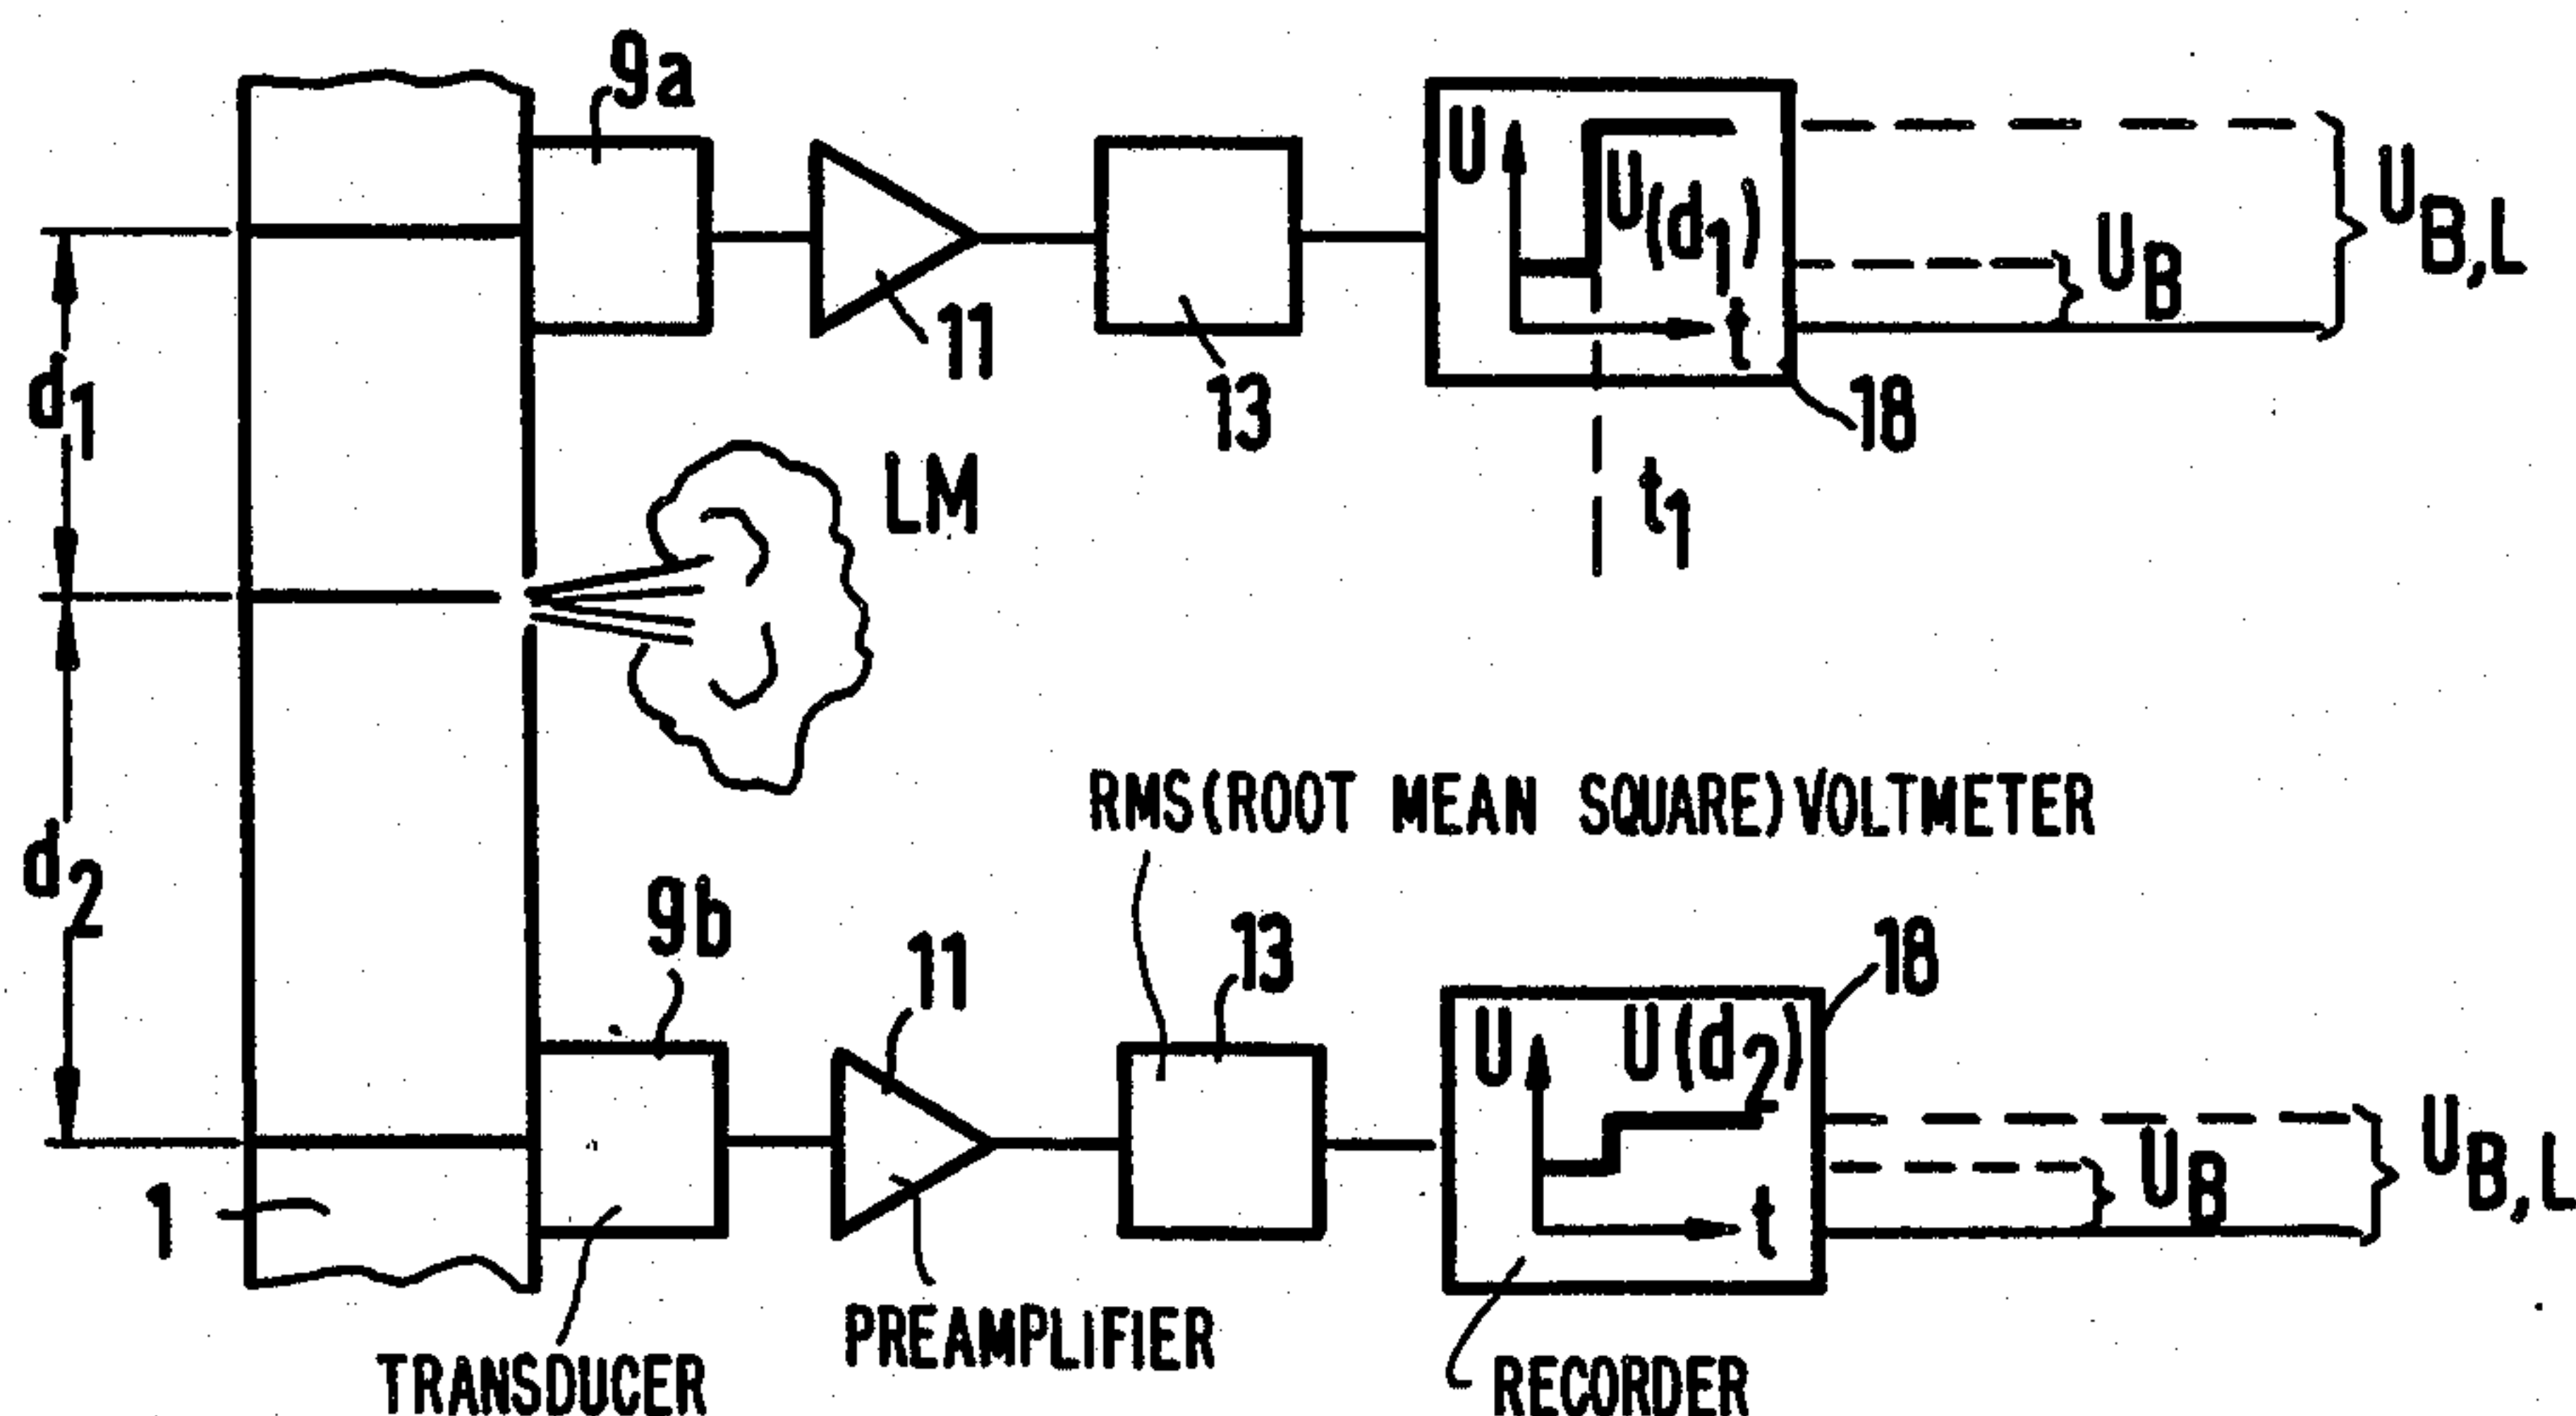 9a
11
13
U
U(d1)
t
18
UB
UB,L
t1
d1
LM
d2
RMS(ROOT MEAN SQUARE)VOLTMETER
9b
11
13
18
U
U(d2)
t
UB
UB,L
1
TRANSDUCER
PREAMPLIFIER
RECORDER